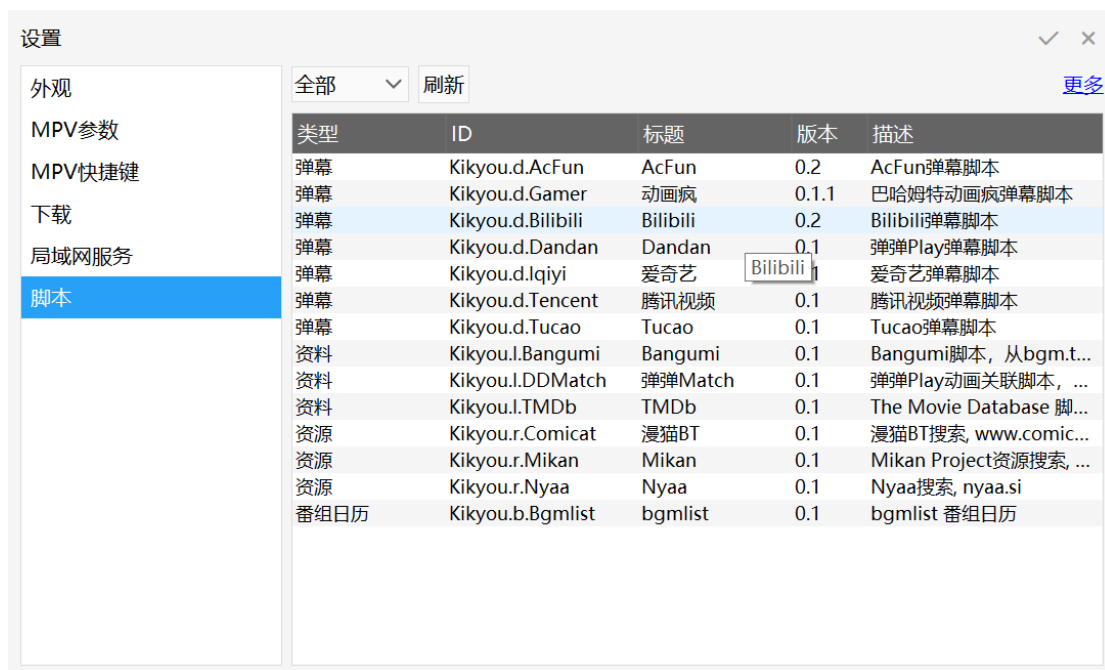 设置
外观
MPV参数
MPV快捷键
下载
局域网服务
脚本
全部 刷新 更多
类型 ID 标题 版本 描述
弹幕 Kikyou.d.AcFun AcFun 0.2 AcFun弹幕脚本
弹幕 Kikyou.d.Gamer 动画疯 0.1.1 巴哈姆特动画疯弹幕脚本
弹幕 Kikyou.d.Bilibili Bilibili 0.2 Bilibili弹幕脚本
弹幕 Kikyou.d.Dandan Dandan 0.1 弹弹Play弹幕脚本
Bilibili
弹幕 Kikyou.d.Iqiyi 爱奇艺 1 爱奇艺弹幕脚本
弹幕 Kikyou.d.Tencent 腾讯视频 0.1 腾讯视频弹幕脚本
弹幕 Kikyou.d.Tucao Tucao 0.1 Tucao弹幕脚本
资料 Kikyou.l.Bangumi Bangumi 0.1 Bangumi脚本，从bgm.t...
资料 Kikyou.l.DDMatch 弹弹Match 0.1 弹弹Play动画关联脚本，...
资料 Kikyou.l.TMDb TMDb 0.1 The Movie Database 脚...
资源 Kikyou.r.Comicat 漫猫BT 0.1 漫猫BT搜索, www.comic...
资源 Kikyou.r.Mikan Mikan 0.1 Mikan Project资源搜索, ...
资源 Kikyou.r.Nyaa Nyaa 0.1 Nyaa搜索, nyaa.si
番组日历 Kikyou.b.Bgmlist bgmlist 0.1 bgmlist 番组日历